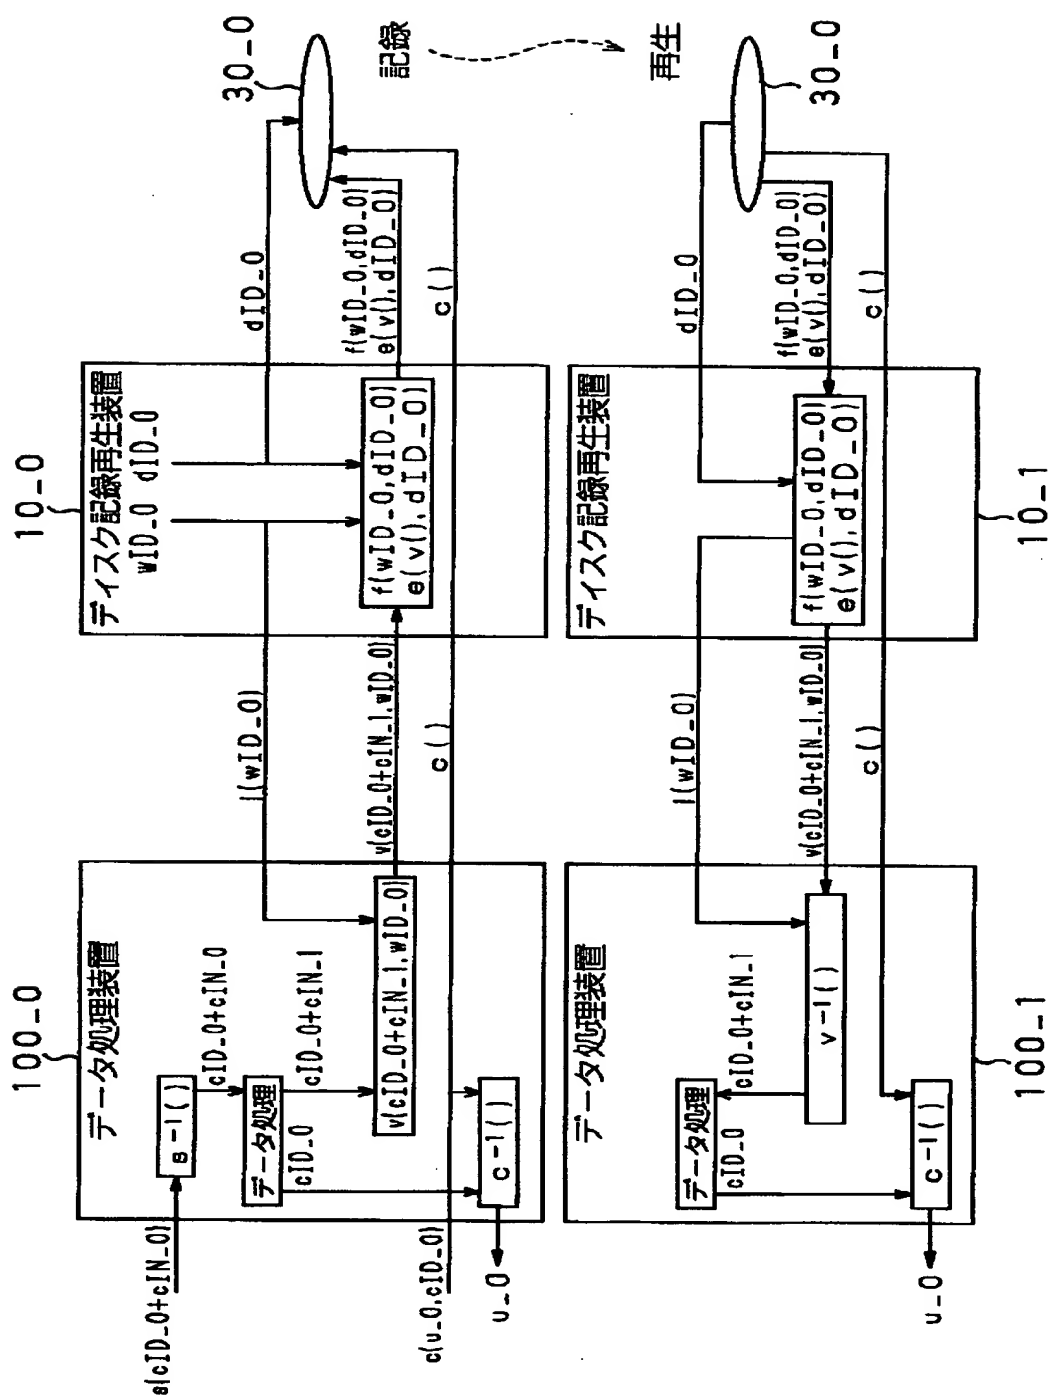 100_0
10_0
データ処理装置
ディスク記録再生装置
wID_0 dID_0
30_0
s(cID_0+cIN_0)
s⁻¹()
cID_0+cIN_0
データ処理
cID_0
cID_0+cIN_1
v(cID_0+cIN_1,wID_0)
l(wID_0)
v(cID_0+cIN_1,wID_0)
f(wID_0,dID_0)
e(v(),dID_0)
dID_0
f(wID_0,dID_0)
e(v(),dID_0)
c(u_0,cID_0)
c()
c()
c⁻¹()
u_0
記録
再生
データ処理装置
ディスク記録再生装置
データ処理
cID_0
cID_0+cIN_1
v⁻¹()
l(wID_0)
v(cID_0+cIN_1,wID_0)
f(wID_0,dID_0)
e(v(),dID_0)
dID_0
f(wID_0,dID_0)
e(v(),dID_0)
30_0
c()
c()
c⁻¹()
u_0
100_1
10_1